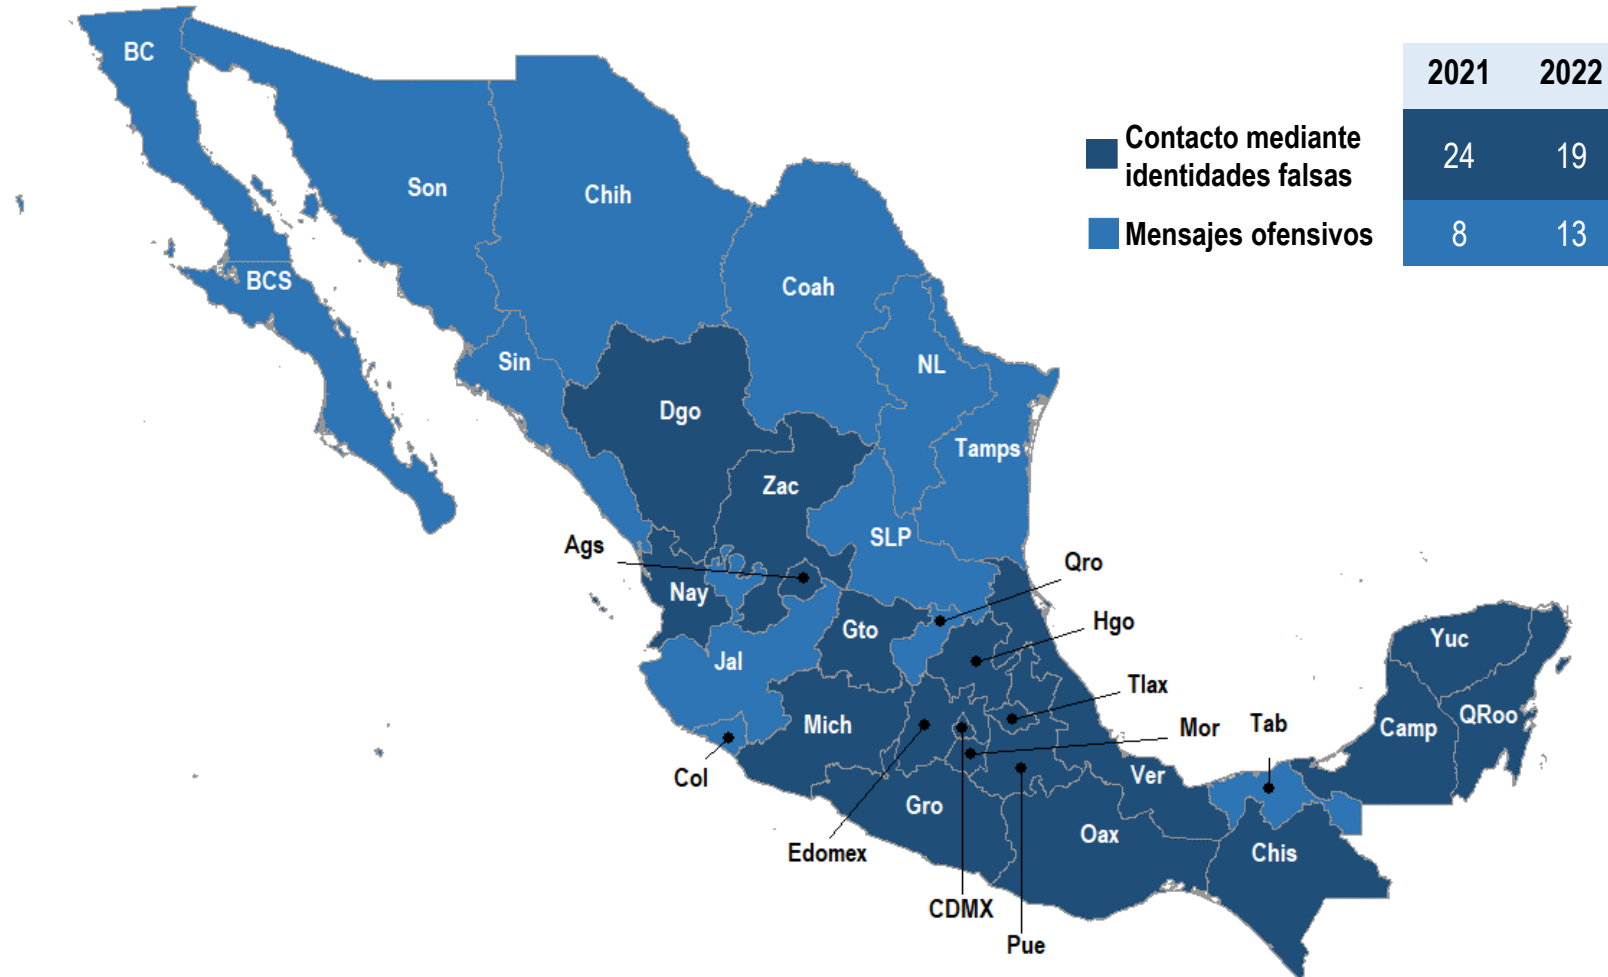 BC
2021 2022
Contacto mediante
identidades falsas
24 19
Mensajes ofensivos
8 13
Son
Chih
BCS
Coah
Sin
NL
Dgo
Tamps
Zac
SLP
Ags
Qro
Nay
Hgo
Gto
Yuc
Jal
Tlax
Mich
Mor
Tab
QRoo
Camp
Col
Ver
Gro
Oax
Edomex
Chis
CDMX
Pue